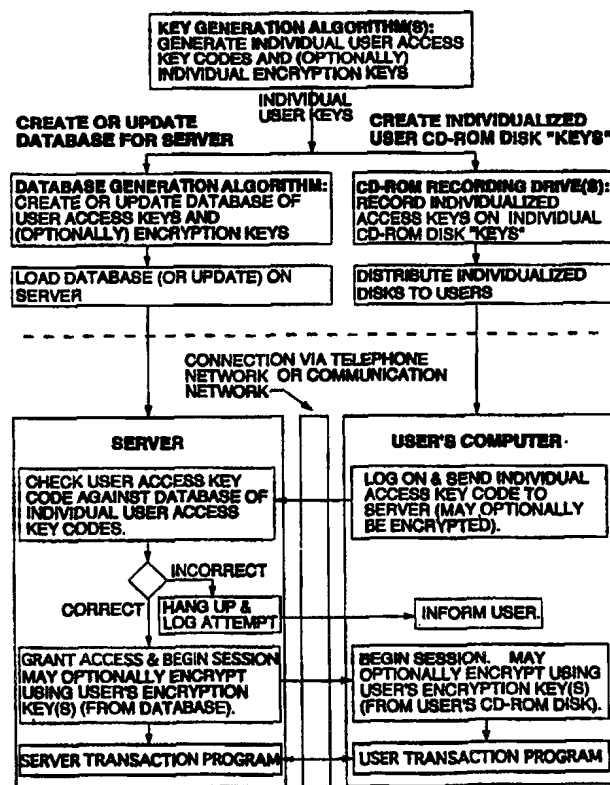 KEY GENERATION ALGORITHM(S):
GENERATE INDIVIDUAL USER ACCESS
KEY CODES AND (OPTIONALLY)
INDIVIDUAL ENCRYPTION KEYS
INDIVIDUAL
USER KEYS
CREATE OR UPDATE
DATABASE FOR SERVER
CREATE INDIVIDUALIZED
USER CD-ROM DISK "KEYS"
DATABASE GENERATION ALGORITHM:
CREATE OR UPDATE DATABASE OF
USER ACCESS KEYS AND
(OPTIONALLY) ENCRYPTION KEYS
CD-ROM RECORDING DRIVE(S):
RECORD INDIVIDUALIZED
ACCESS KEYS ON INDIVIDUAL
CD-ROM DISK "KEYS"
LOAD DATABASE (OR UPDATE) ON
SERVER
DISTRIBUTE INDIVIDUALIZED
DISKS TO USERS
CONNECTION VIA TELEPHONE
NETWORK OR COMMUNICATION
NETWORK
SERVER
CHECK USER ACCESS KEY
CODE AGAINST DATABASE OF
INDIVIDUAL USER ACCESS
KEY CODES.
USER'S COMPUTER
LOG ON & SEND INDIVIDUAL
ACCESS KEY CODE TO
SERVER (MAY OPTIONALLY
BE ENCRYPTED).
INCORRECT
CORRECT
HANG UP &
LOG ATTEMPT
INFORM USER.
GRANT ACCESS & BEGIN SESSION
MAY OPTIONALLY ENCRYPT
USING USER'S ENCRYPTION
KEY(S) (FROM DATABASE).
BEGIN SESSION. MAY
OPTIONALLY ENCRYPT USING
USER'S ENCRYPTION KEY(S)
(FROM USER'S CD-ROM DISK).
SERVER TRANSACTION PROGRAM
USER TRANSACTION PROGRAM